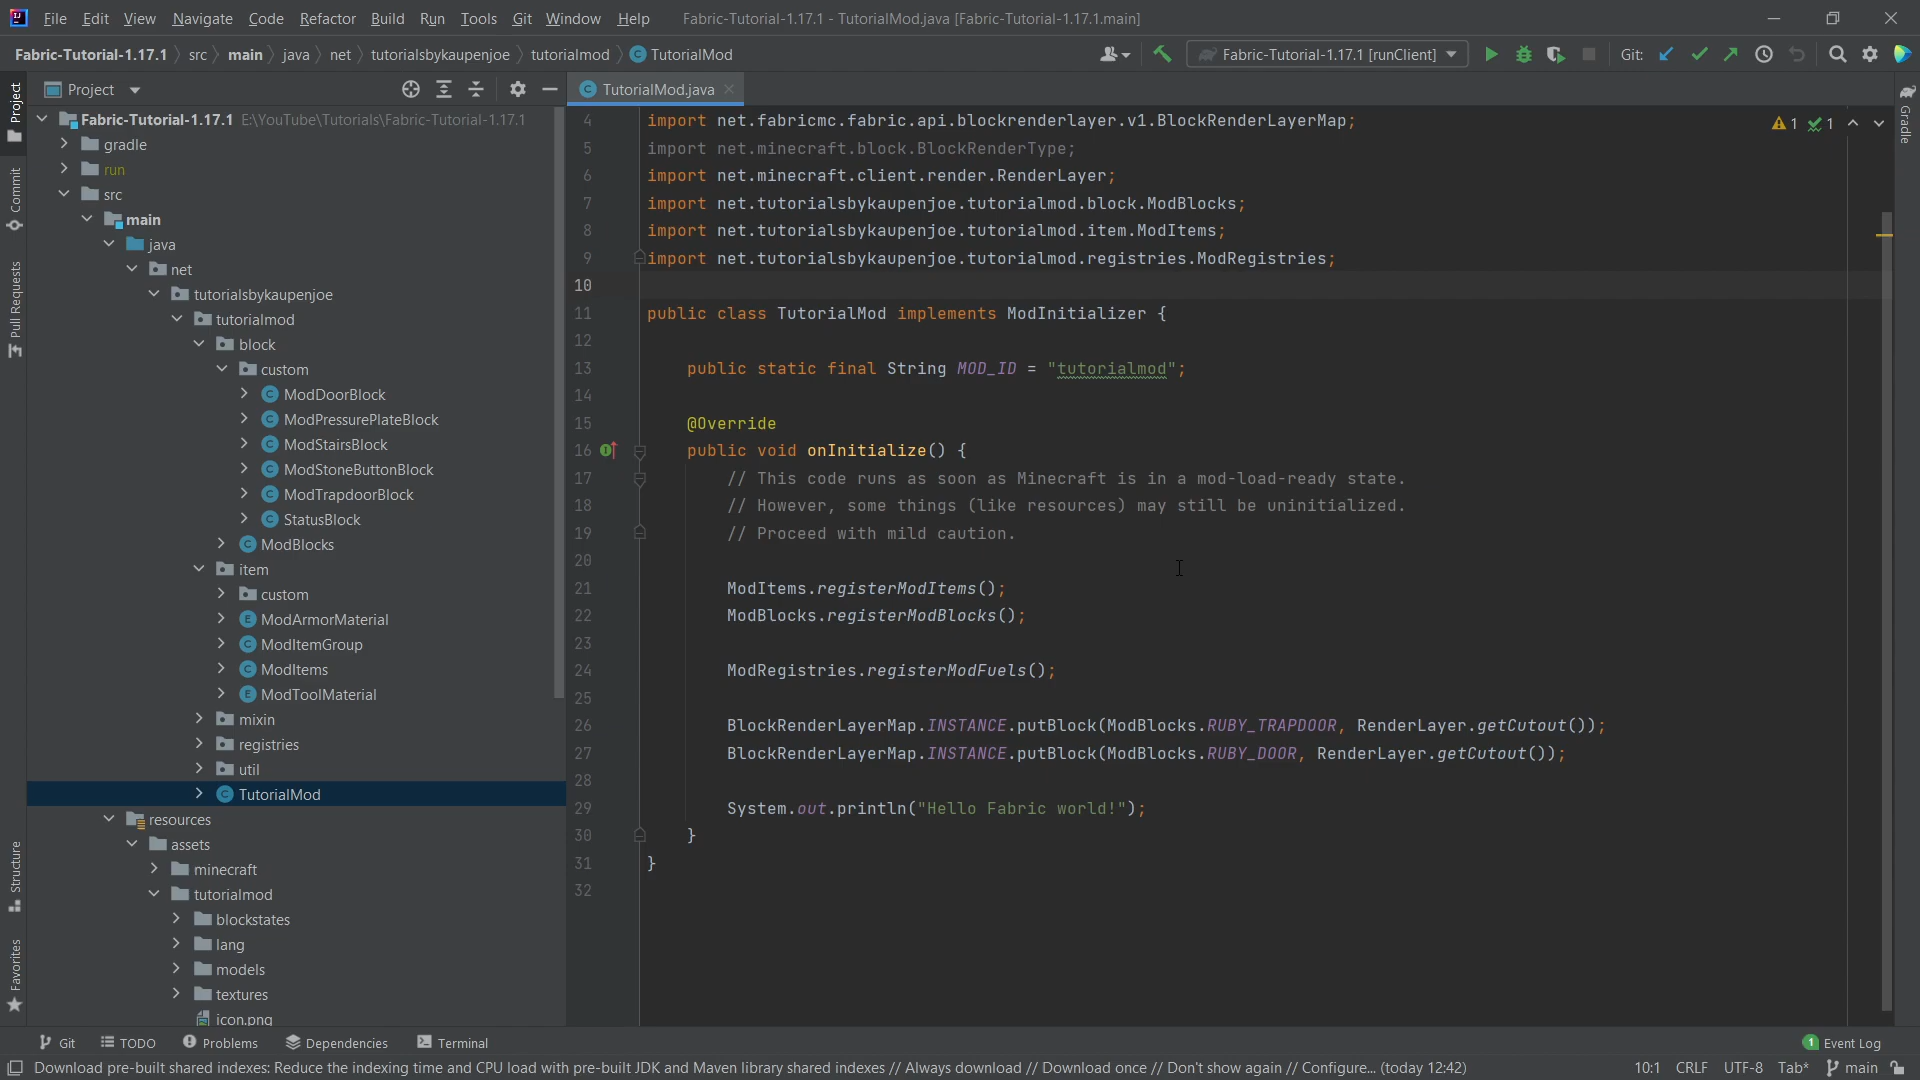 File Edit View Navigate Code Refactor Build Run Tools Git Window Help Fabric-Tutorial-1.17.1 - TutorialMod.java [Fabric-Tutorial-1.17.1.main]
Fabric-Tutorial-1.17.1 src main java net tutorialsbykaupenjoe tutorialmod TutorialMod Fabric-Tutorial-1.17.1 [runClient] Git:
Project
TutorialMod.java
Fabric-Tutorial-1.17.1 E:\YouTube\Tutorials\Fabric-Tutorial-1.17.1
gradle
run
src
main
java
net
tutorialsbykaupenjoe
tutorialmod
block
custom
ModDoorBlock
ModPressurePlateBlock
ModStairsBlock
ModStoneButtonBlock
ModTrapdoorBlock
StatusBlock
ModBlocks
item
custom
ModArmorMaterial
ModItemGroup
ModItems
ModToolMaterial
mixin
registries
util
TutorialMod
resources
assets
minecraft
tutorialmod
blockstates
lang
models
textures
icon.png
4 import net.fabricmc.fabric.api.blockrenderlayer.v1.BlockRenderLayerMap;
5 import net.minecraft.block.BlockRenderType;
6 import net.minecraft.client.render.RenderLayer;
7 import net.tutorialsbykaupenjoe.tutorialmod.block.ModBlocks;
8 import net.tutorialsbykaupenjoe.tutorialmod.item.ModItems;
9 import net.tutorialsbykaupenjoe.tutorialmod.registries.ModRegistries;
10
11 public class TutorialMod implements ModInitializer {
12
13 public static final String MOD_ID = "tutorialmod";
14
15 @Override
16 public void onInitialize() {
17 // This code runs as soon as Minecraft is in a mod-load-ready state.
18 // However, some things (like resources) may still be uninitialized.
19 // Proceed with mild caution.
20
21 ModItems.registerModItems();
22 ModBlocks.registerModBlocks();
23
24 ModRegistries.registerModFuels();
25
26 BlockRenderLayerMap.INSTANCE.putBlock(ModBlocks.RUBY_TRAPDOOR, RenderLayer.getCutout());
27 BlockRenderLayerMap.INSTANCE.putBlock(ModBlocks.RUBY_DOOR, RenderLayer.getCutout());
28
29 System.out.println("Hello Fabric world!");
30 }
31 }
32
1 1
Project
Commit
Pull Requests
Structure
Favorites
Gradle
Git TODO Problems Dependencies Terminal 1 Event Log
Download pre-built shared indexes: Reduce the indexing time and CPU load with pre-built JDK and Maven library shared indexes // Always download // Download once // Don't show again // Configure... (today 12:42) 10:1 CRLF UTF-8 Tab* main